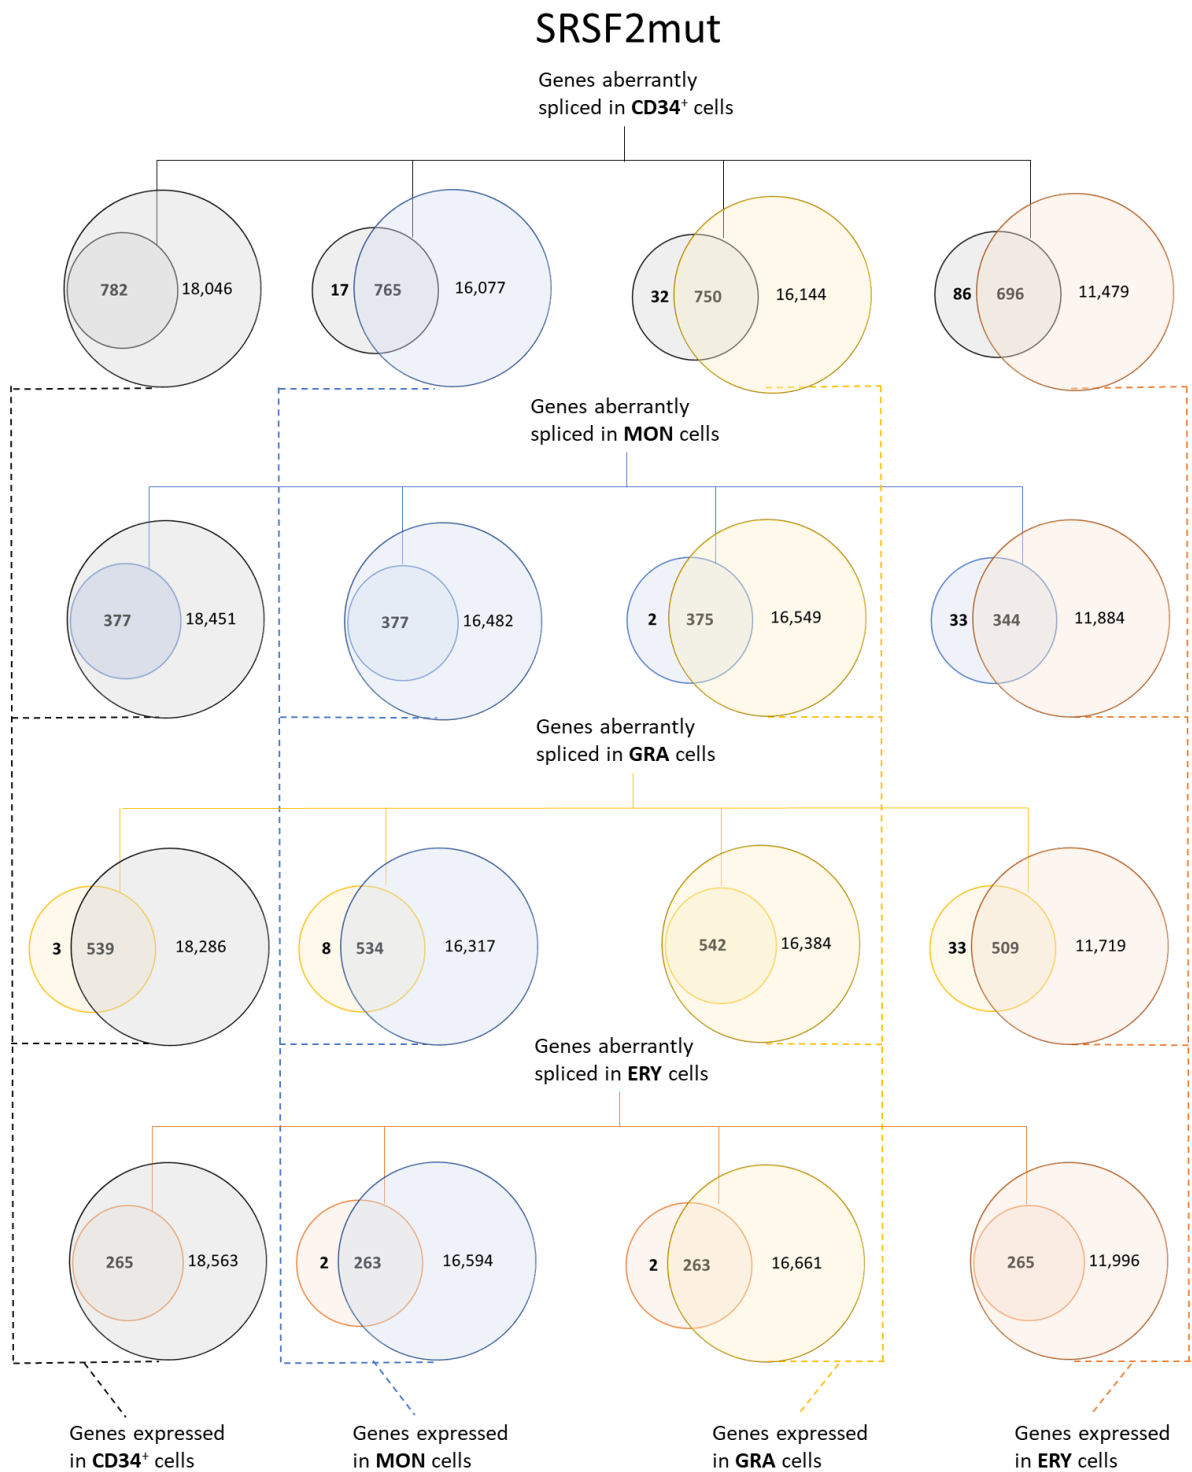 SRSF2mut
Genes aberrantly
spliced in CD34+ cells
782 18,046
17 765 16,077
32 750 16,144
86 696 11,479
Genes aberrantly
spliced in MON cells
377 18,451
377 16,482
2 375 16,549
33 344 11,884
Genes aberrantly
spliced in GRA cells
3 539 18,286
8 534 16,317
542 16,384
33 509 11,719
Genes aberrantly
spliced in ERY cells
265 18,563
2 263 16,594
2 263 16,661
265 11,996
Genes expressed
in CD34+ cells
Genes expressed
in MON cells
Genes expressed
in GRA cells
Genes expressed
in ERY cells